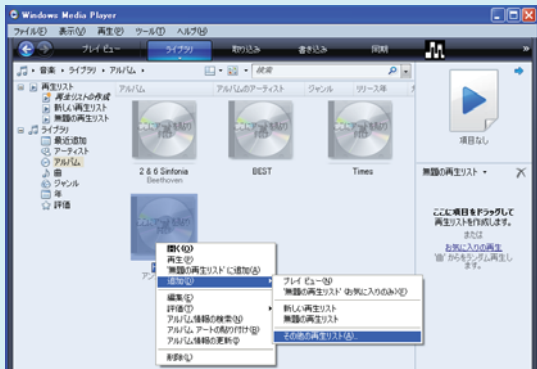 Windows Media Player
ファイル(F) 表示(V) 再生(P) ツール(T) ヘルプ(H)
プレイ ビュー ライブラリ 取り込み 書き込み 同期
音楽 ライブラリ アルバム 検索
再生リスト
再生リストの作成
新しい再生リスト
無題の再生リスト
ライブラリ
最近追加
アーティスト
アルバム
曲
ジャンル
年
評価
アルバム アルバムのアーティスト ジャンル リリース年
2 & 6 Sinfonia
Beethoven
BEST
Times
開く(O)
再生(P)
'無題の再生リスト' に追加(A)
追加(D)
編集(E)
評価(T)
アルバム情報の検索(N)
アルバム アートの貼り付け(B)
アルバム情報の更新(I)
削除(L)
プレイ ビュー(N)
'無題の再生リスト' (お気に入りのみ)(F)
新しい再生リスト
無題の再生リスト
その他の再生リスト(A)...
項目なし
無題の再生リスト
ここに項目をドラッグして
再生リストを作成します。
または
お気に入りの再生
'曲' からランダム再生し
ます。